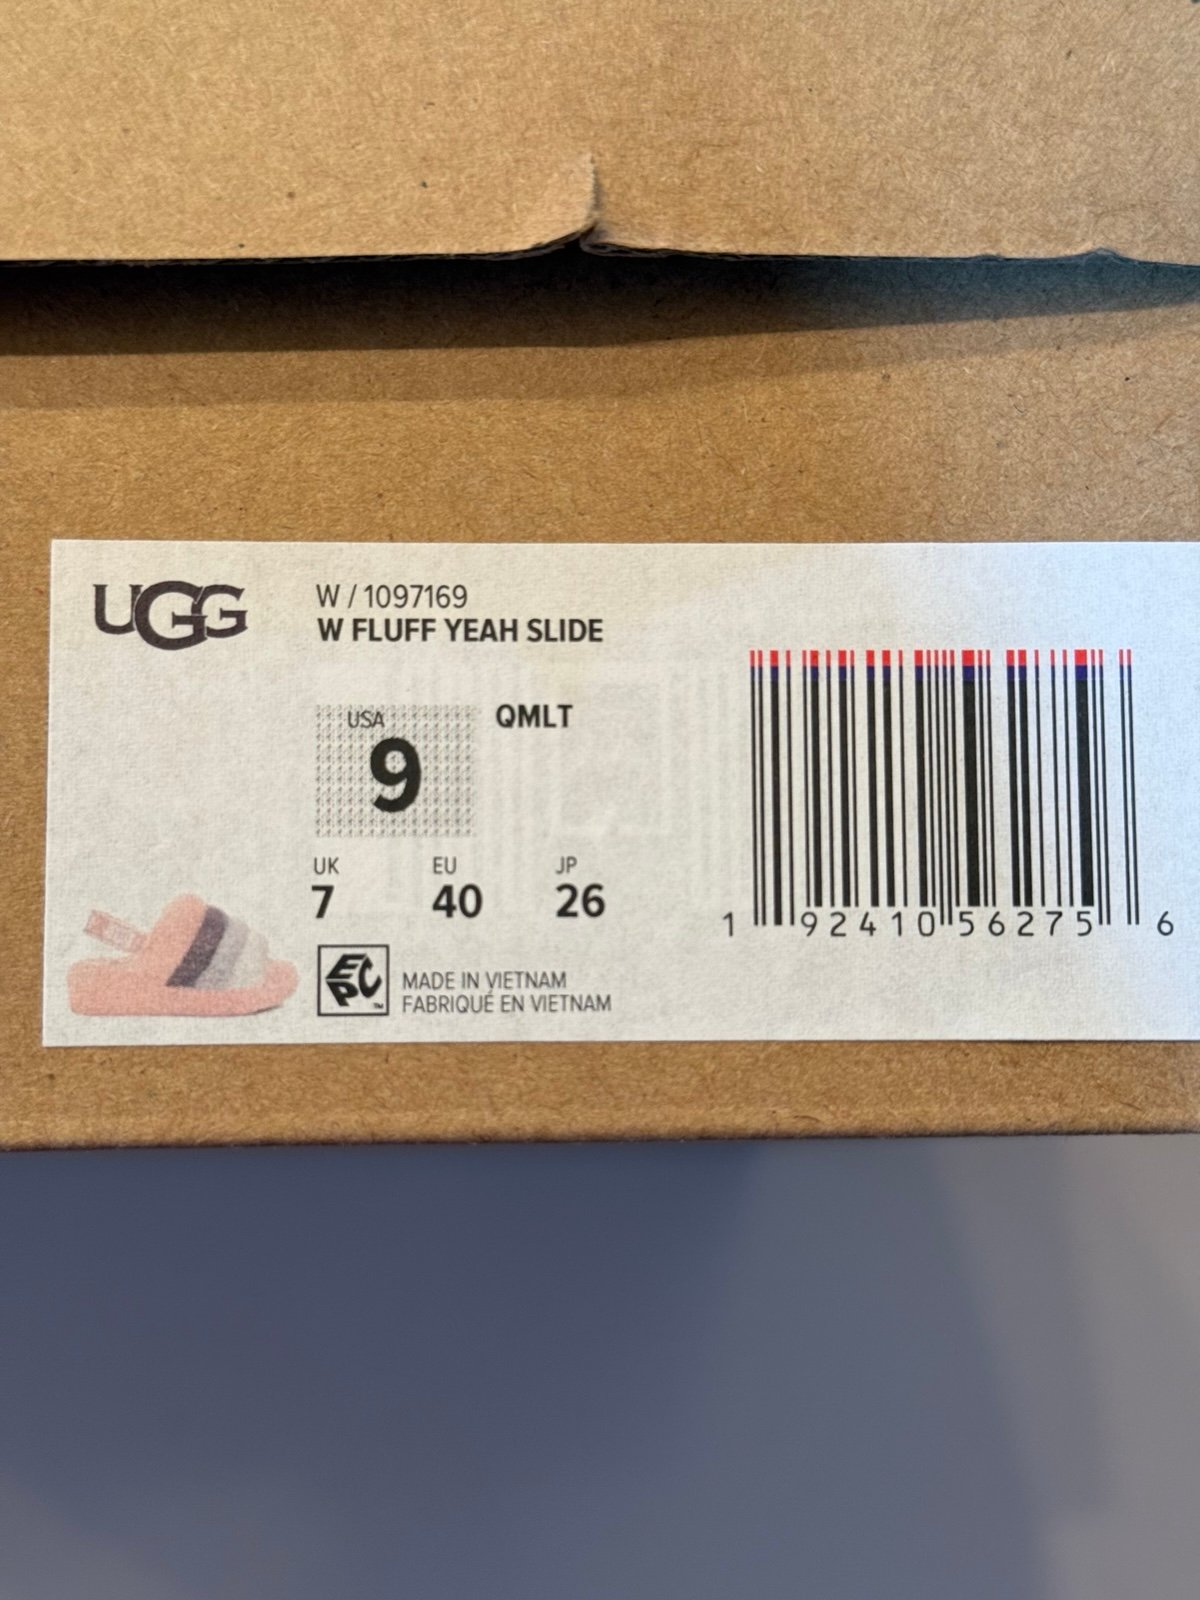 UGG
W / 1097169
W FLUFF YEAH SLIDE
USA
9
QMLT
UK EU JP
7 40 26
EPC ™
MADE IN VIETNAM
FABRIQUÉ EN VIETNAM
1 92410 56275 6